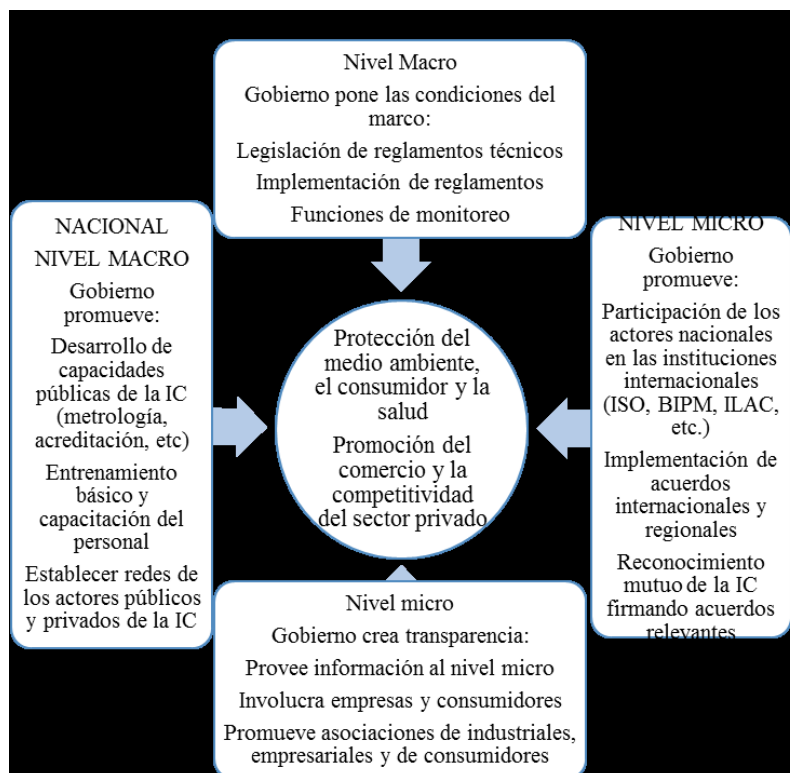 Nivel Macro
Gobierno pone las condiciones del
marco:
Legislación de reglamentos técnicos
Implementación de reglamentos
Funciones de monitoreo
NACIONAL
NIVEL MACRO
Gobierno
promueve:
Desarrollo de
capacidades
públicas de la IC
(metrología,
acreditación, etc)
Entrenamiento
básico y
capacitación del
personal
Establecer redes de
los actores públicos
y privados de la IC
Protección del
medio ambiente,
el consumidor y la
salud
Promoción del
comercio y la
competitividad
del sector privado
NIVEL MICRO
Gobierno
promueve:
Participación de los
actores nacionales
en las instituciones
internacionales
(ISO, BIPM, ILAC,
etc.)
Implementación de
acuerdos
internacionales y
regionales
Reconocimiento
mutuo de la IC
firmando acuerdos
relevantes
Nivel micro
Gobierno crea transparencia:
Provee información al nivel micro
Involucra empresas y consumidores
Promueve asociaciones de industriales,
empresariales y de consumidores